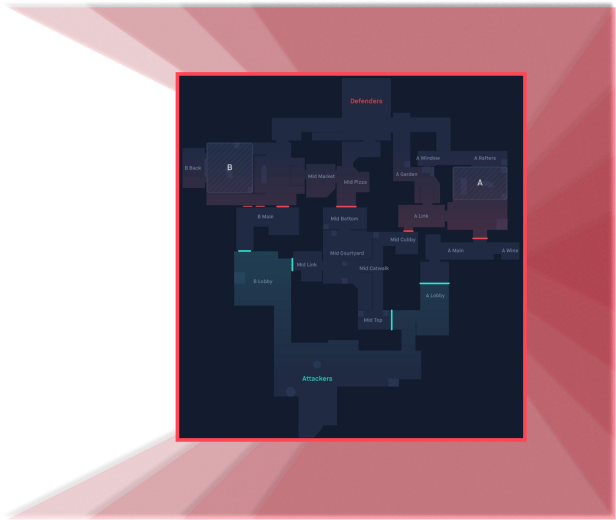 Defenders
A Window
A Rafters
B Back
B
Mid Market
Mid Pizza
A Garden
A
B Main
Mid Bottom
A Link
Mid Cubby
Mid Courtyard
A Main
A Wine
Mid Link
Mid Catwalk
B Lobby
A Lobby
Mid Top
Attackers